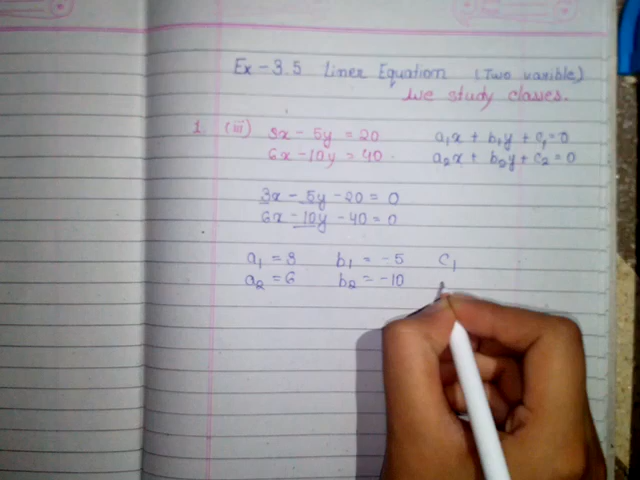 Ex - 3.5 Liner Equation (Two varible)
We study classes.
1 (iii) 3x - 5y = 20 a₁x + b₁y + c₁ = 0
6x - 10y = 40. a₂x + b₂y + c₂ = 0
3x - 5y - 20 = 0
6x - 10y - 40 = 0
a₁ = 3 b₁ = -5 c₁
a₂ = 6 b₂ = -10